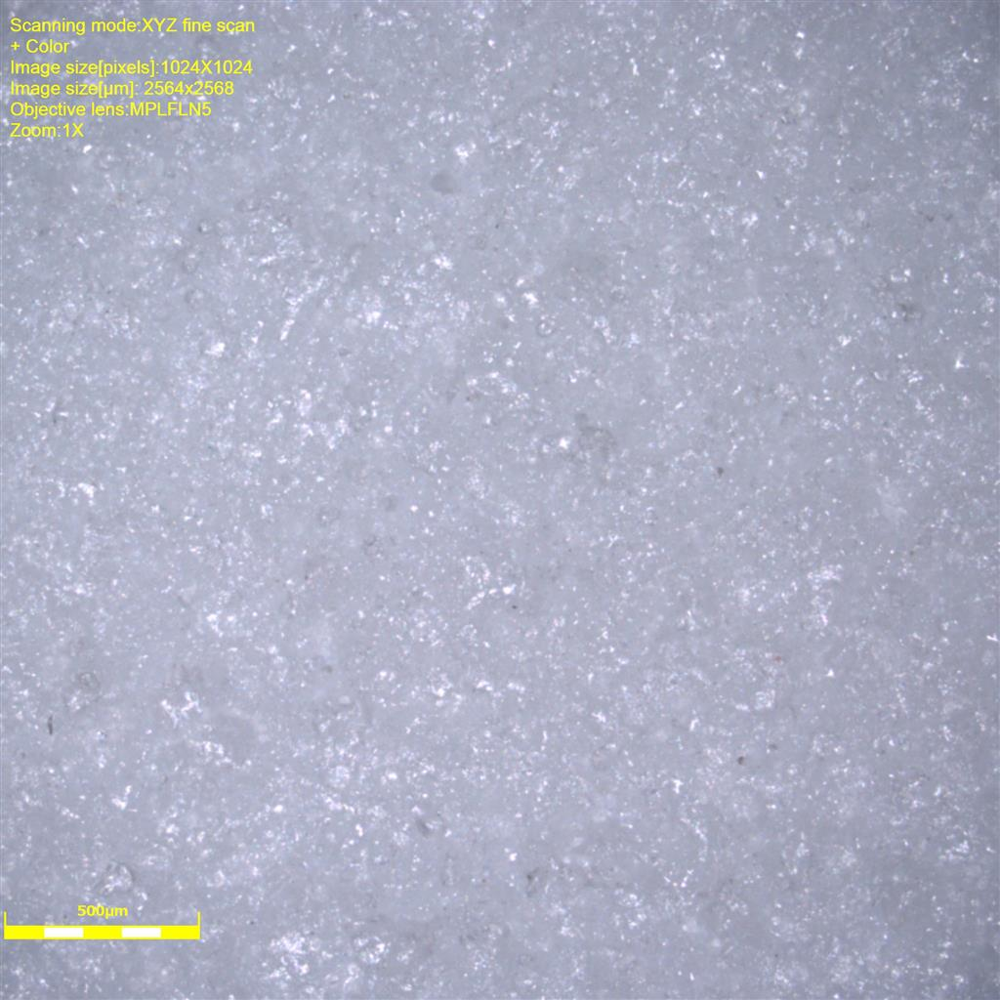 Scanning mode:XYZ fine scan
+ Color
Image size[pixels]:1024X1024
Image size[µm]: 2564x2568
Objective lens:MPLFLN5
Zoom:1X
500µm